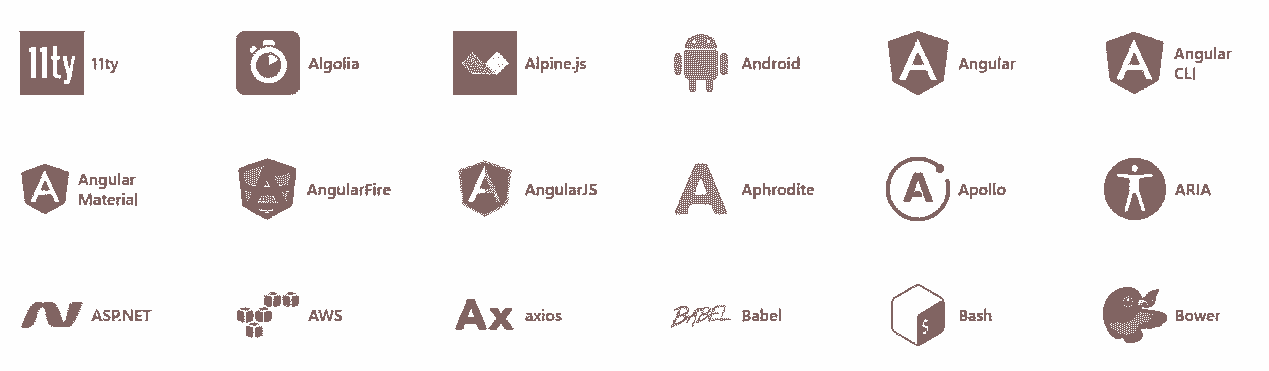 11ty 11ty
Algolia
Alpine.js
Android
A Angular
A Angular
CLI
A Angular
Material
A AngularFire
A AngularJS
A Aphrodite
A Apollo
ARIA
ASP.NET
AWS
Ax axios
BABEL Babel
$ Bash
Bower